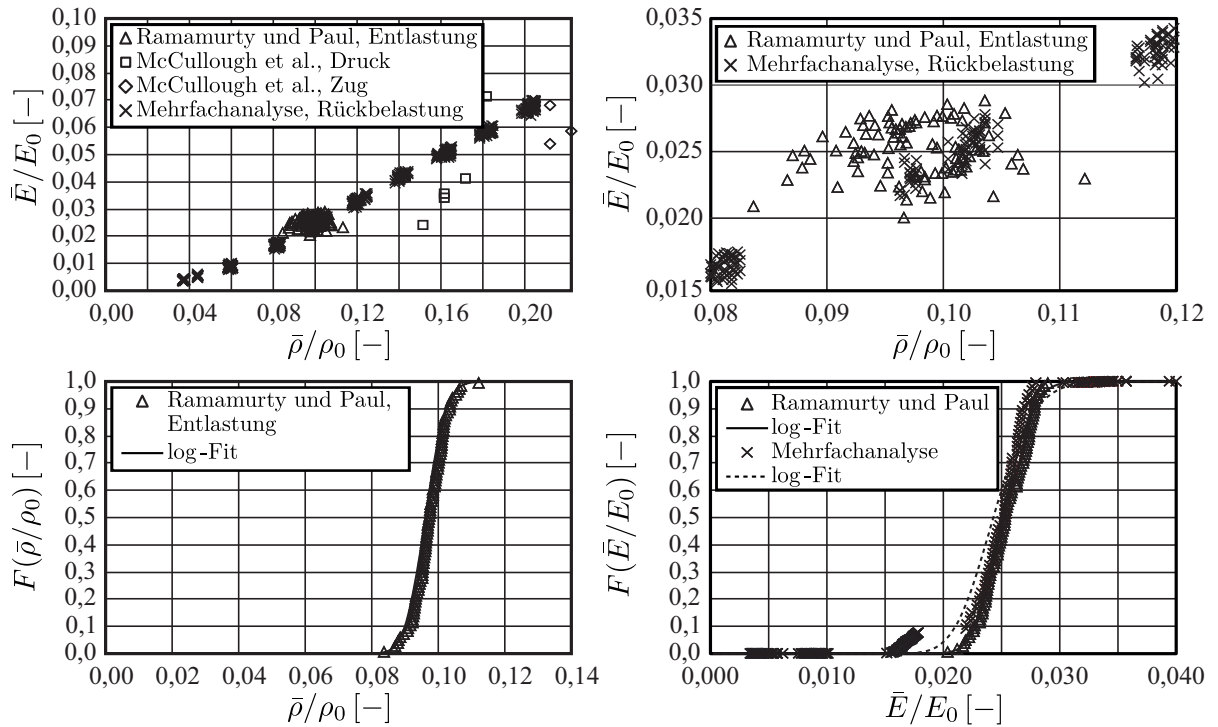 0,10
0,09
0,08
0,07
0,06
0,05
0,04
0,03
0,02
0,01
0,00
Ē/E₀ [−]
Ramamurty und Paul, Entlastung
McCullough et al., Druck
McCullough et al., Zug
Mehrfachanalyse, Rückbelastung
0,00 0,04 0,08 0,12 0,16 0,20
ρ̄/ρ₀ [−]
0,035
0,030
0,025
0,020
0,015
Ē/E₀ [−]
Ramamurty und Paul, Entlastung
Mehrfachanalyse, Rückbelastung
0,08 0,09 0,10 0,11 0,12
ρ̄/ρ₀ [−]
1,0
0,9
0,8
0,7
0,6
0,5
0,4
0,3
0,2
0,1
0,0
F(ρ̄/ρ₀) [−]
Ramamurty und Paul,
Entlastung
log-Fit
0,00 0,02 0,04 0,06 0,08 0,10 0,12 0,14
ρ̄/ρ₀ [−]
1,0
0,9
0,8
0,7
0,6
0,5
0,4
0,3
0,2
0,1
0,0
F(Ē/E₀) [−]
Ramamurty und Paul
log-Fit
Mehrfachanalyse
log-Fit
0,000 0,010 0,020 0,030 0,040
Ē/E₀ [−]